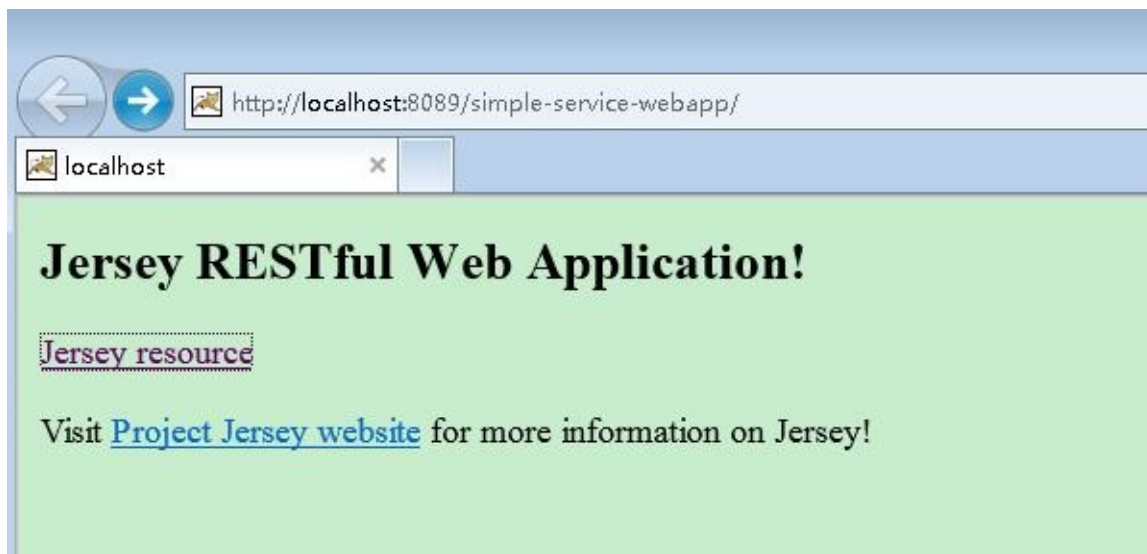 http://localhost:8089/simple-service-webapp/
localhost
Jersey RESTful Web Application!
Jersey resource
Visit Project Jersey website for more information on Jersey!